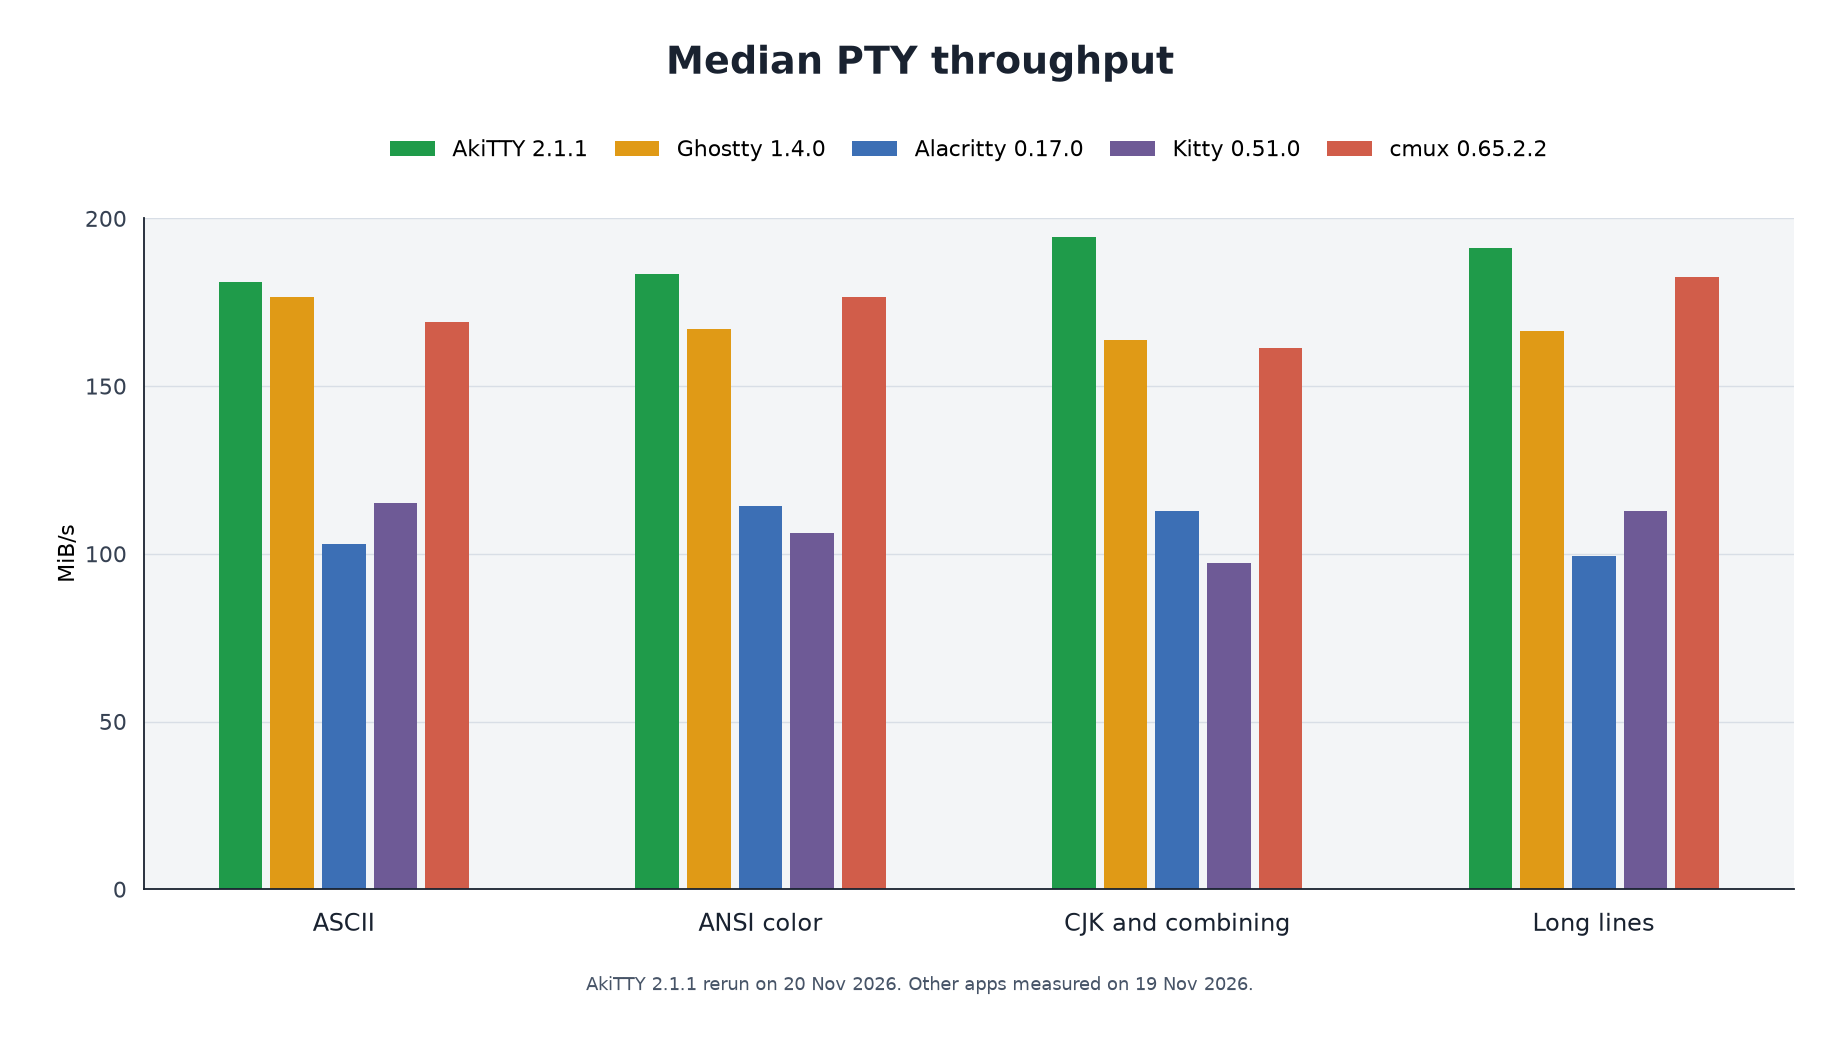 Median PTY throughput
AkiTTY 2.1.1 Ghostty 1.4.0 Alacritty 0.17.0 Kitty 0.51.0 cmux 0.65.2.2
200
150
100
50
0
MiB/s
ASCII ANSI color CJK and combining Long lines
AkiTTY 2.1.1 rerun on 20 Nov 2026. Other apps measured on 19 Nov 2026.